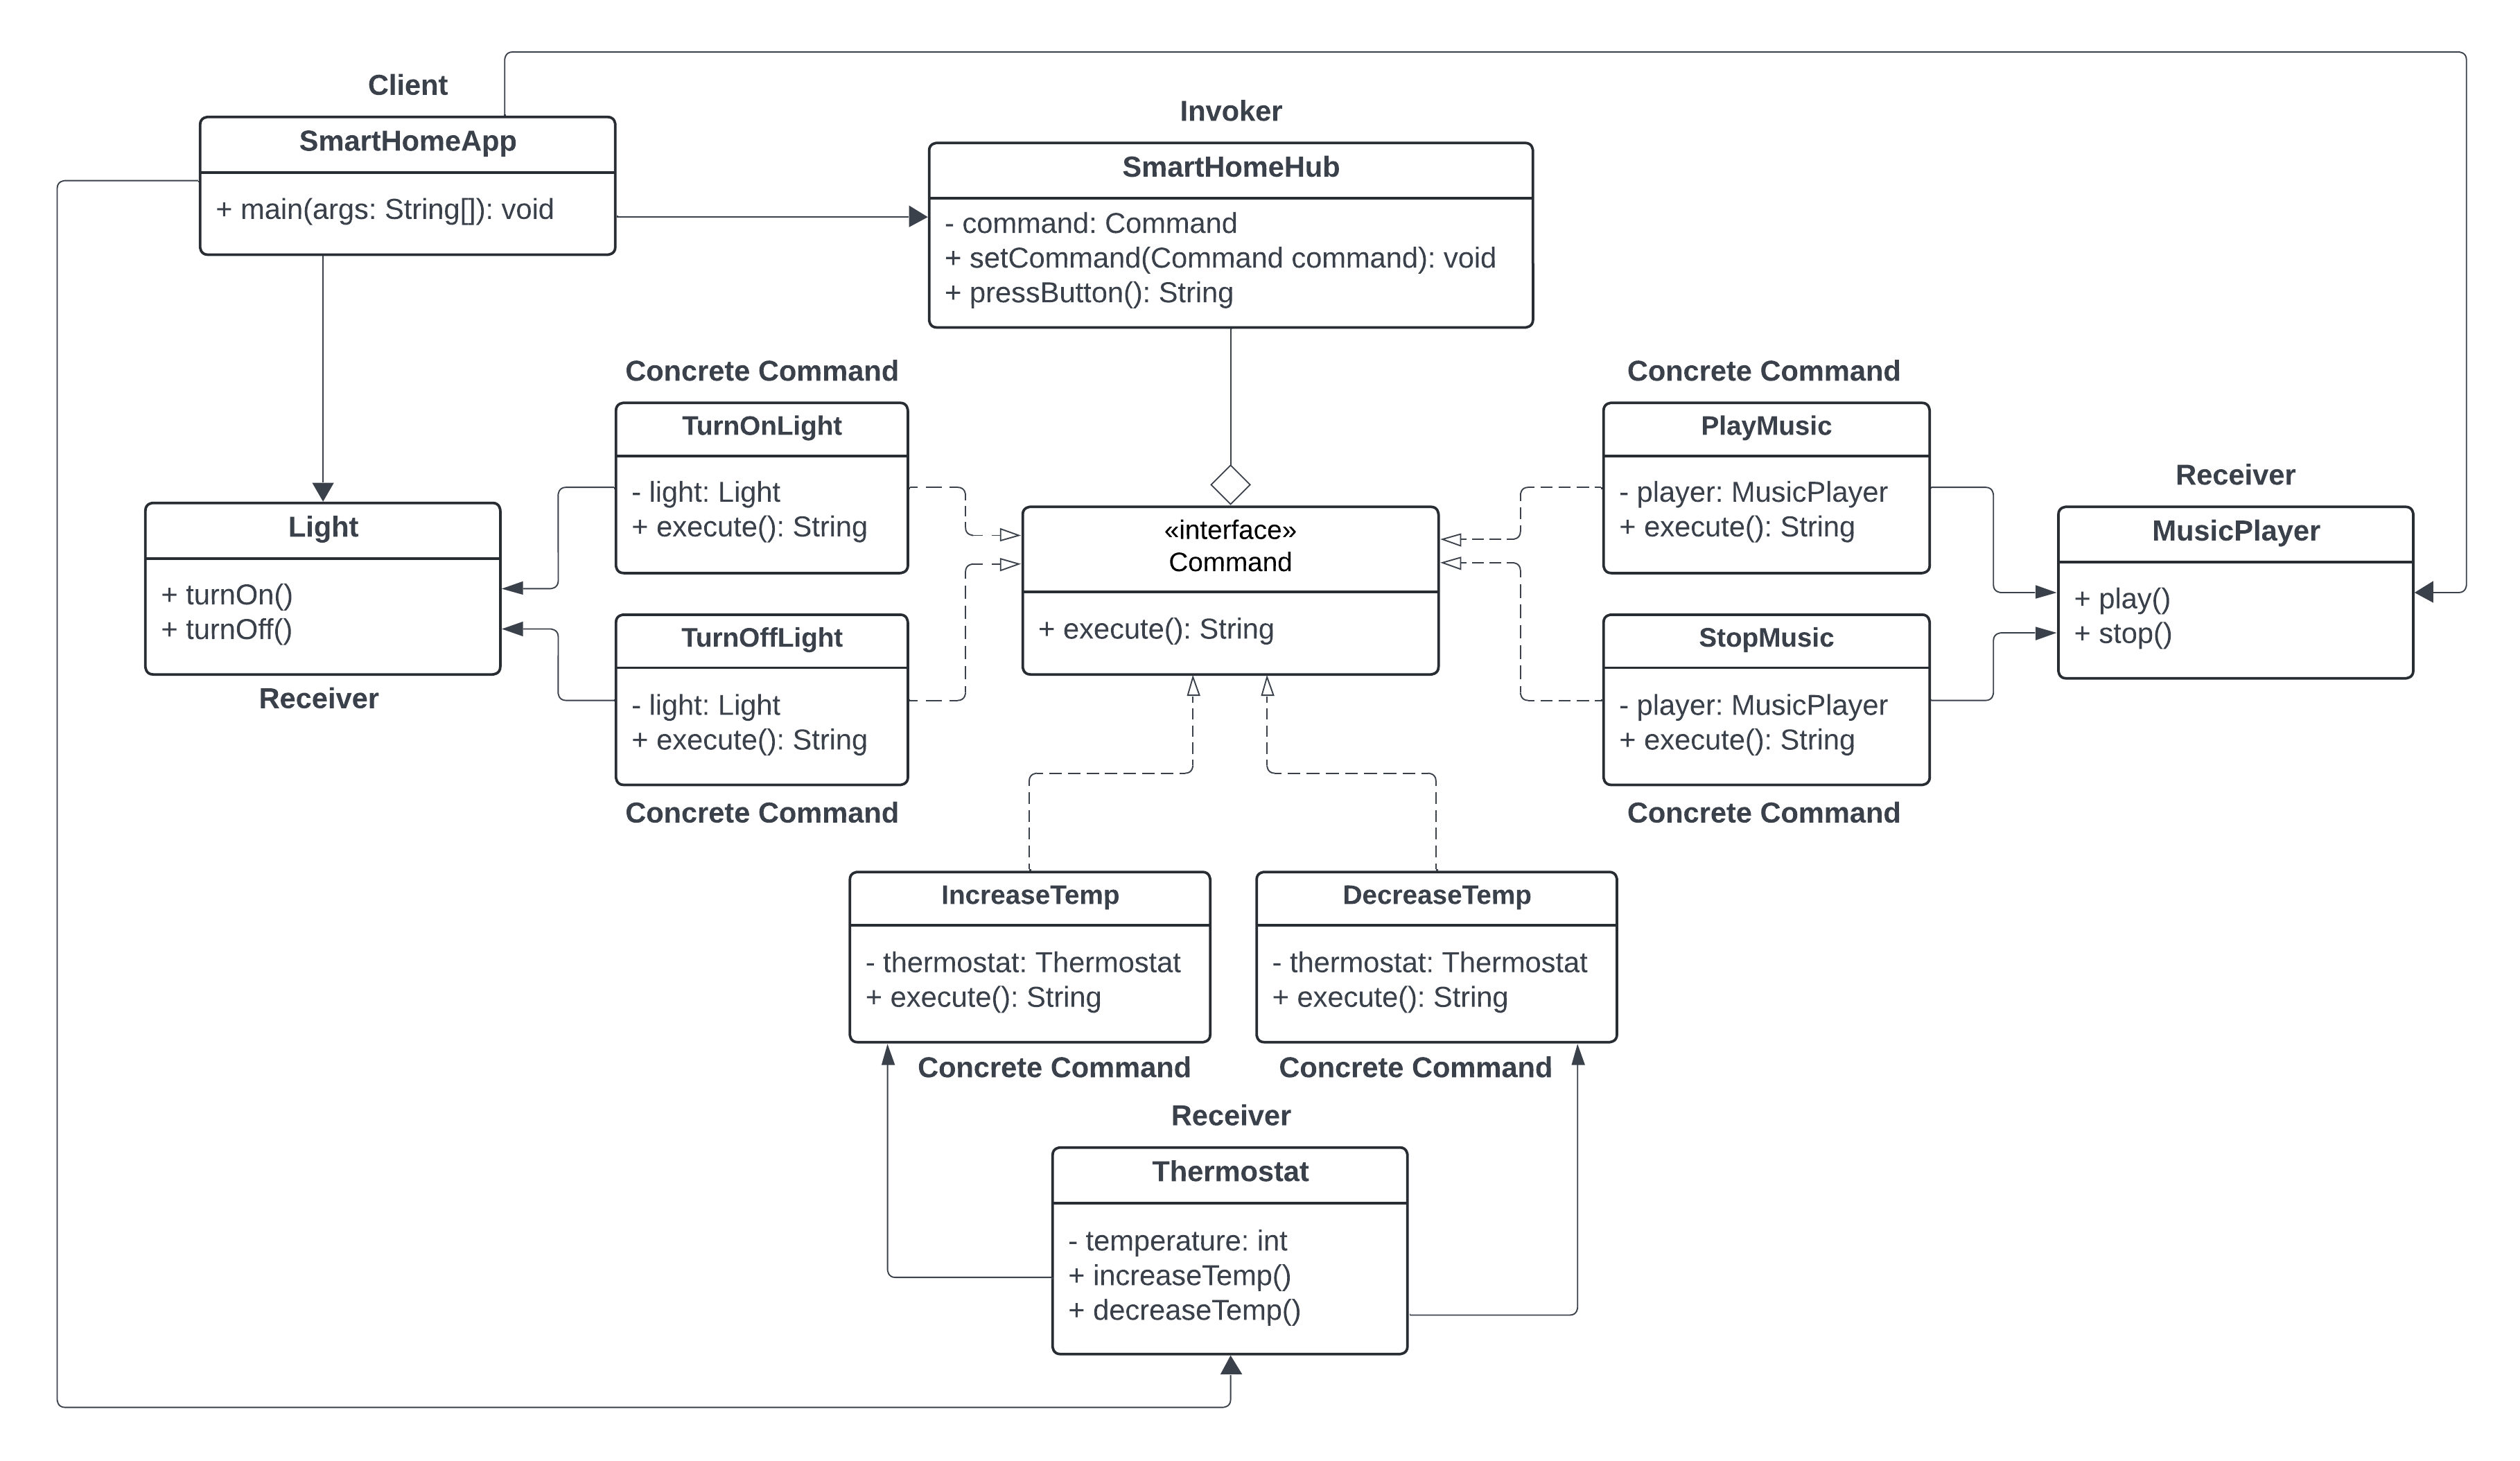 Client
SmartHomeApp
+ main(args: String[]): void
Invoker
SmartHomeHub
- command: Command
+ setCommand(Command command): void
+ pressButton(): String
Concrete Command
TurnOnLight
- light: Light
+ execute(): String
Concrete Command
PlayMusic
- player: MusicPlayer
+ execute(): String
Light
+ turnOn()
+ turnOff()
Receiver
«interface»
Command
+ execute(): String
Receiver
MusicPlayer
+ play()
+ stop()
TurnOffLight
- light: Light
+ execute(): String
Concrete Command
StopMusic
- player: MusicPlayer
+ execute(): String
Concrete Command
IncreaseTemp
- thermostat: Thermostat
+ execute(): String
Concrete Command
DecreaseTemp
- thermostat: Thermostat
+ execute(): String
Concrete Command
Receiver
Thermostat
- temperature: int
+ increaseTemp()
+ decreaseTemp()